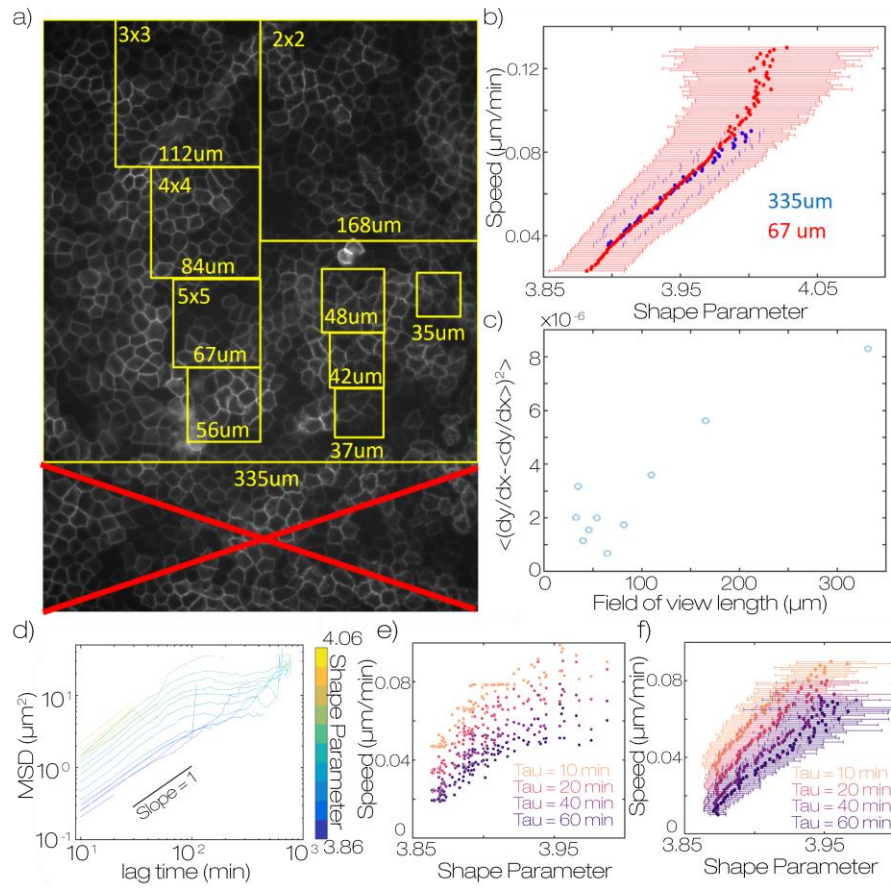 a)
3x3
2x2
112um
4x4
168um
84um
5x5
48um
35um
67um
42um
56um
37um
335um
b)
Speed (µm/min)
0.12
0.08
0.04
335um
67 um
3.85
3.95
4.05
Shape Parameter
c)
x10⁻⁶
<(dy/dx-<dy/dx>)²>
8
6
4
2
0
0
100
200
300
Field of view length (µm)
d)
MSD (µm²)
10¹
10⁰
10⁻¹
Slope = 1
10¹
10²
10³
lag time (min)
4.06
Shape Parameter
3.86
e)
Speed (µm/min)
0.08
0.04
0
Tau = 10 min
Tau = 20 min
Tau = 40 min
Tau = 60 min
3.85
3.95
Shape Parameter
f)
Speed (µm/min)
0.08
0.04
0
Tau = 10 min
Tau = 20 min
Tau = 40 min
Tau = 60 min
3.85
3.95
Shape Parameter